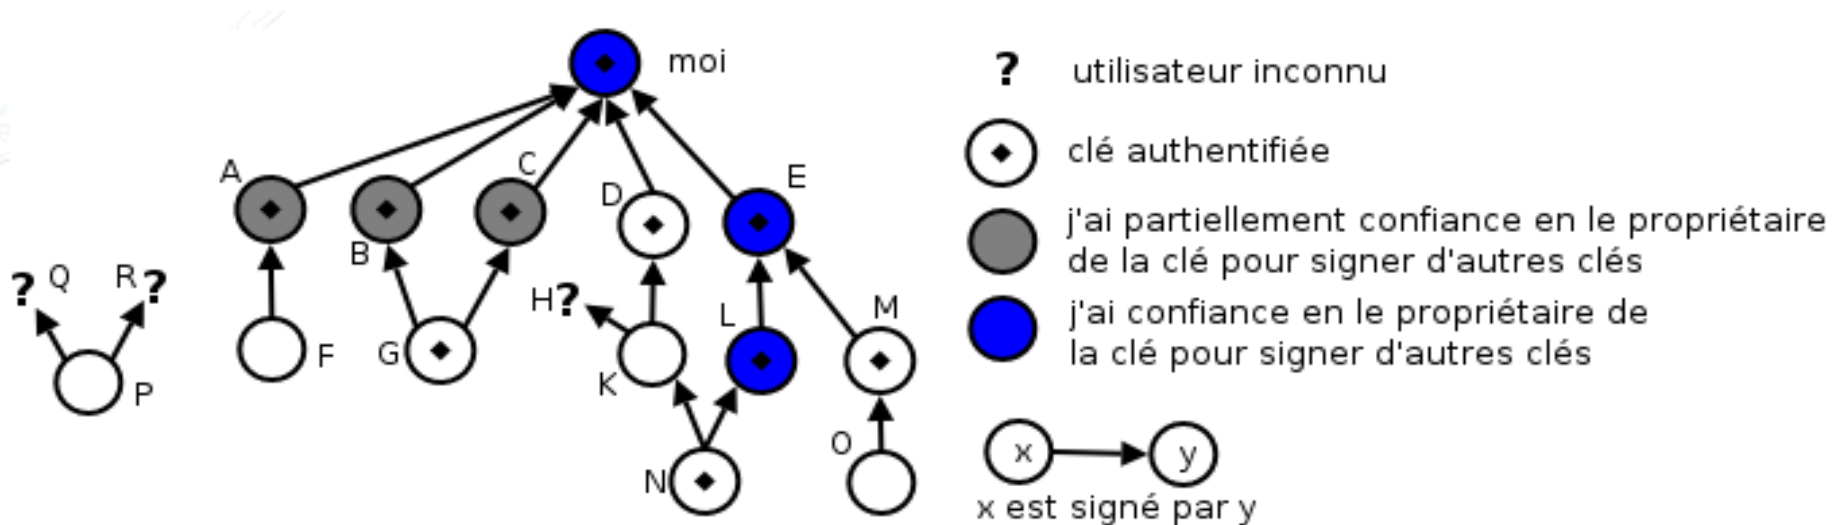 moi
A
B
C
D
E
Q
R
?
?
P
F
G
H
?
K
L
M
N
O
?
utilisateur inconnu
clé authentifiée
j'ai partiellement confiance en le propriétaire
de la clé pour signer d'autres clés
j'ai confiance en le propriétaire de
la clé pour signer d'autres clés
x
y
x est signé par y